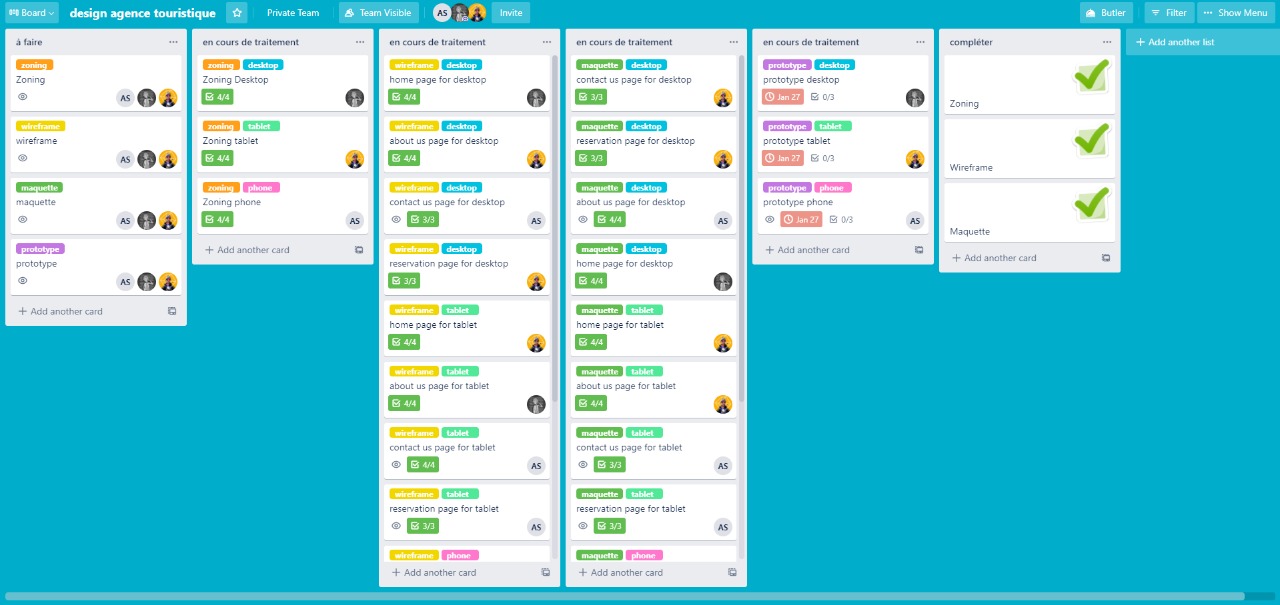 Board
design agence touristique
Private Team
Team Visible
AS
Invite
Butler
Filter
Show Menu
à faire
zoning
Zoning
AS
wireframe
wireframe
AS
maquette
maquette
AS
prototype
prototype
AS
Add another card
en cours de traitement
zoning desktop
Zoning Desktop
4/4
zoning tablet
Zoning tablet
4/4
zoning phone
Zoning phone
4/4
AS
Add another card
en cours de traitement
wireframe desktop
home page for desktop
4/4
wireframe desktop
about us page for desktop
4/4
wireframe desktop
contact us page for desktop
3/3
AS
wireframe desktop
reservation page for desktop
3/3
wireframe tablet
home page for tablet
4/4
wireframe tablet
about us page for tablet
4/4
wireframe tablet
contact us page for tablet
4/4
AS
wireframe tablet
reservation page for tablet
3/3
AS
wireframe phone
Add another card
en cours de traitement
maquette desktop
contact us page for desktop
3/3
maquette desktop
reservation page for desktop
3/3
maquette desktop
about us page for desktop
4/4
AS
maquette desktop
home page for desktop
4/4
maquette tablet
home page for tablet
4/4
maquette tablet
about us page for tablet
4/4
maquette tablet
contact us page for tablet
3/3
AS
maquette tablet
reservation page for tablet
3/3
AS
maquette phone
Add another card
en cours de traitement
prototype desktop
prototype desktop
Jan 27 0/3
prototype tablet
prototype tablet
Jan 27 0/3
prototype phone
prototype phone
Jan 27 0/3
AS
Add another card
compléter
Zoning
Wireframe
Maquette
Add another card
Add another list